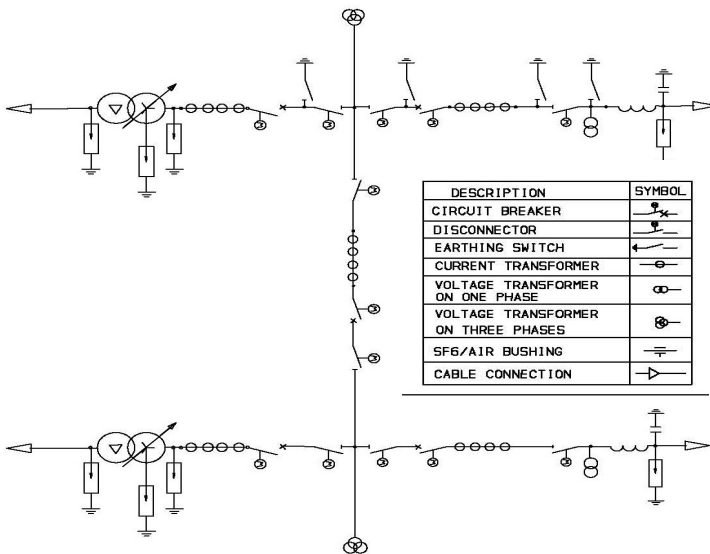 DESCRIPTION SYMBOL
CIRCUIT BREAKER
DISCONNECTOR
EARTHING SWITCH
CURRENT TRANSFORMER
VOLTAGE TRANSFORMER
ON ONE PHASE
VOLTAGE TRANSFORMER
ON THREE PHASES
SF6/AIR BUSHING
CABLE CONNECTION